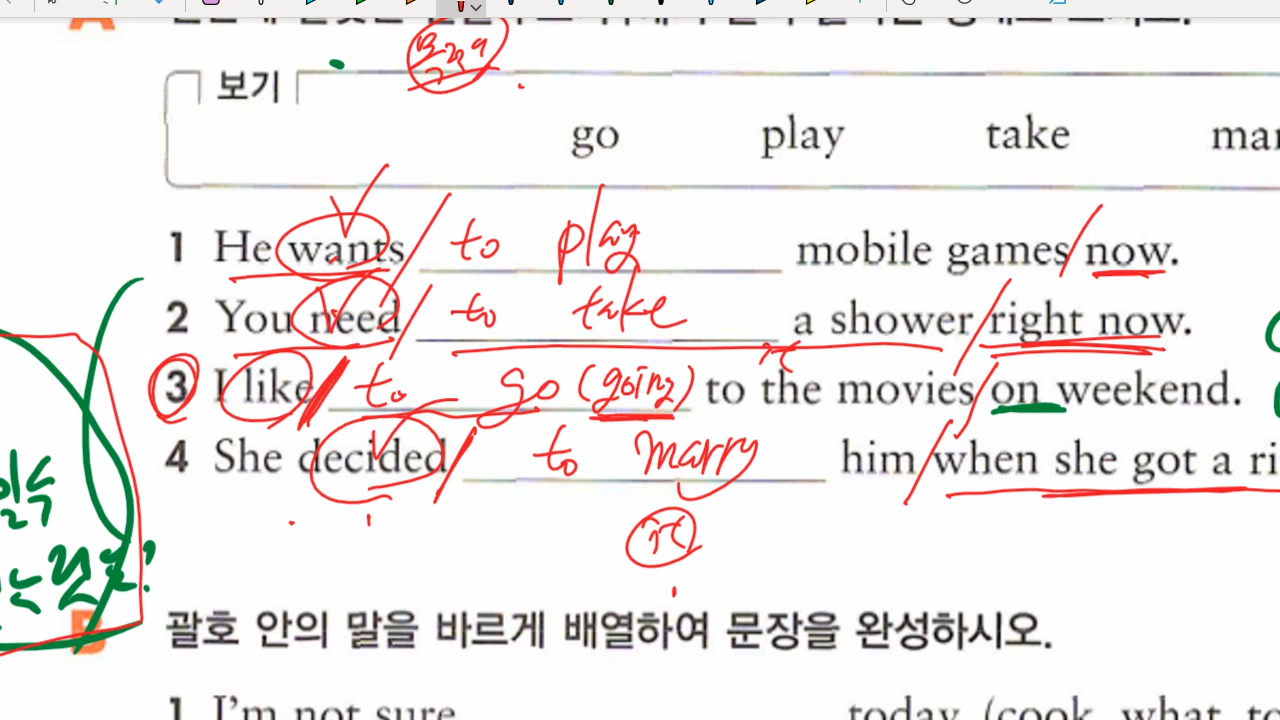 A
보기
go play take
1 He wants to play mobile games now.
2 You need to take a shower right now.
3 I like to go (going) to the movies on weekend.
4 She decided to marry him when she got a ri
B 괄호 안의 말을 바르게 배열하여 문장을 완성하시오.
1 I'm not sure today (cook, what, to